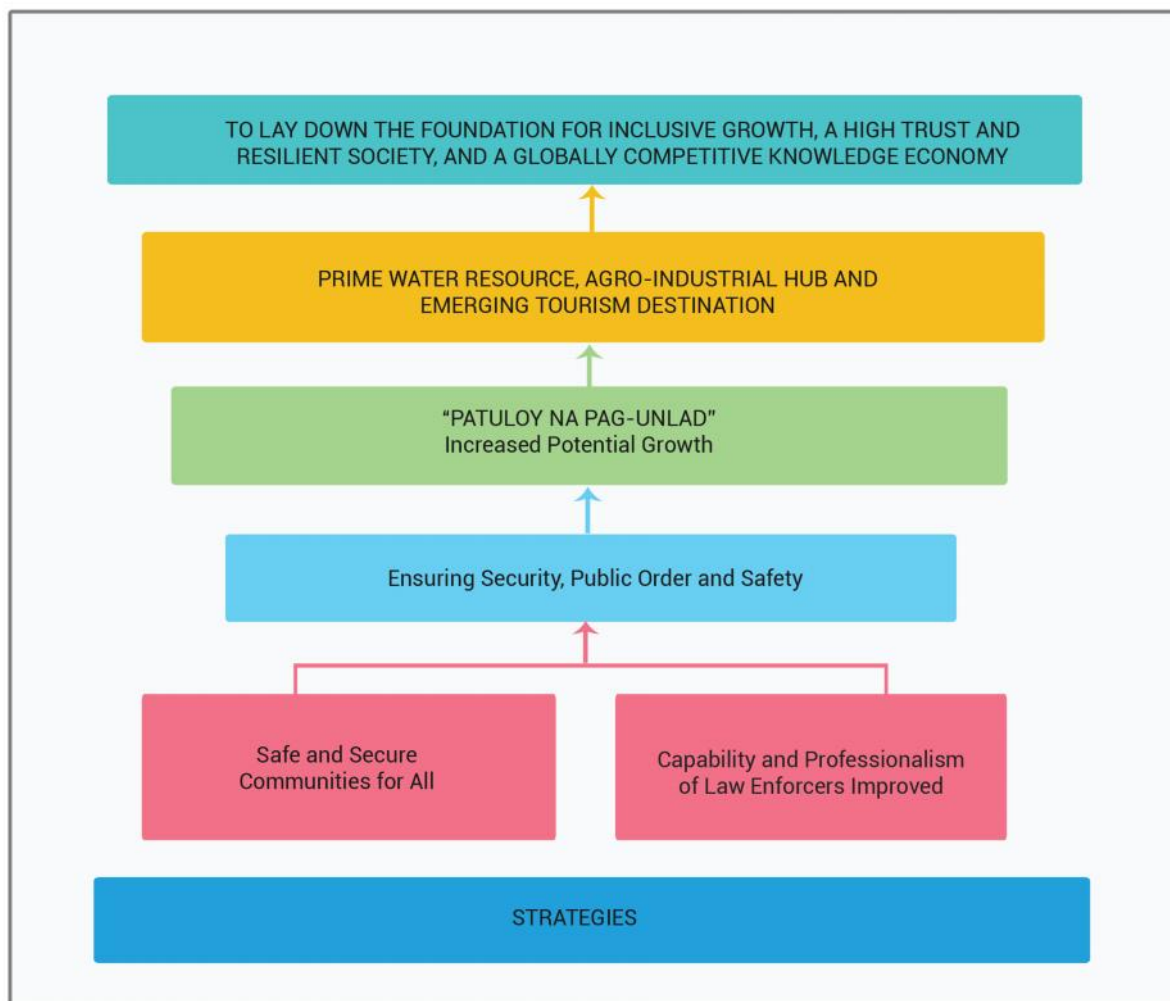 TO LAY DOWN THE FOUNDATION FOR INCLUSIVE GROWTH, A HIGH TRUST AND
RESILIENT SOCIETY, AND A GLOBALLY COMPETITIVE KNOWLEDGE ECONOMY
PRIME WATER RESOURCE, AGRO-INDUSTRIAL HUB AND
EMERGING TOURISM DESTINATION
“PATULOY NA PAG-UNLAD”
Increased Potential Growth
Ensuring Security, Public Order and Safety
Safe and Secure
Communities for All
Capability and Professionalism
of Law Enforcers Improved
STRATEGIES